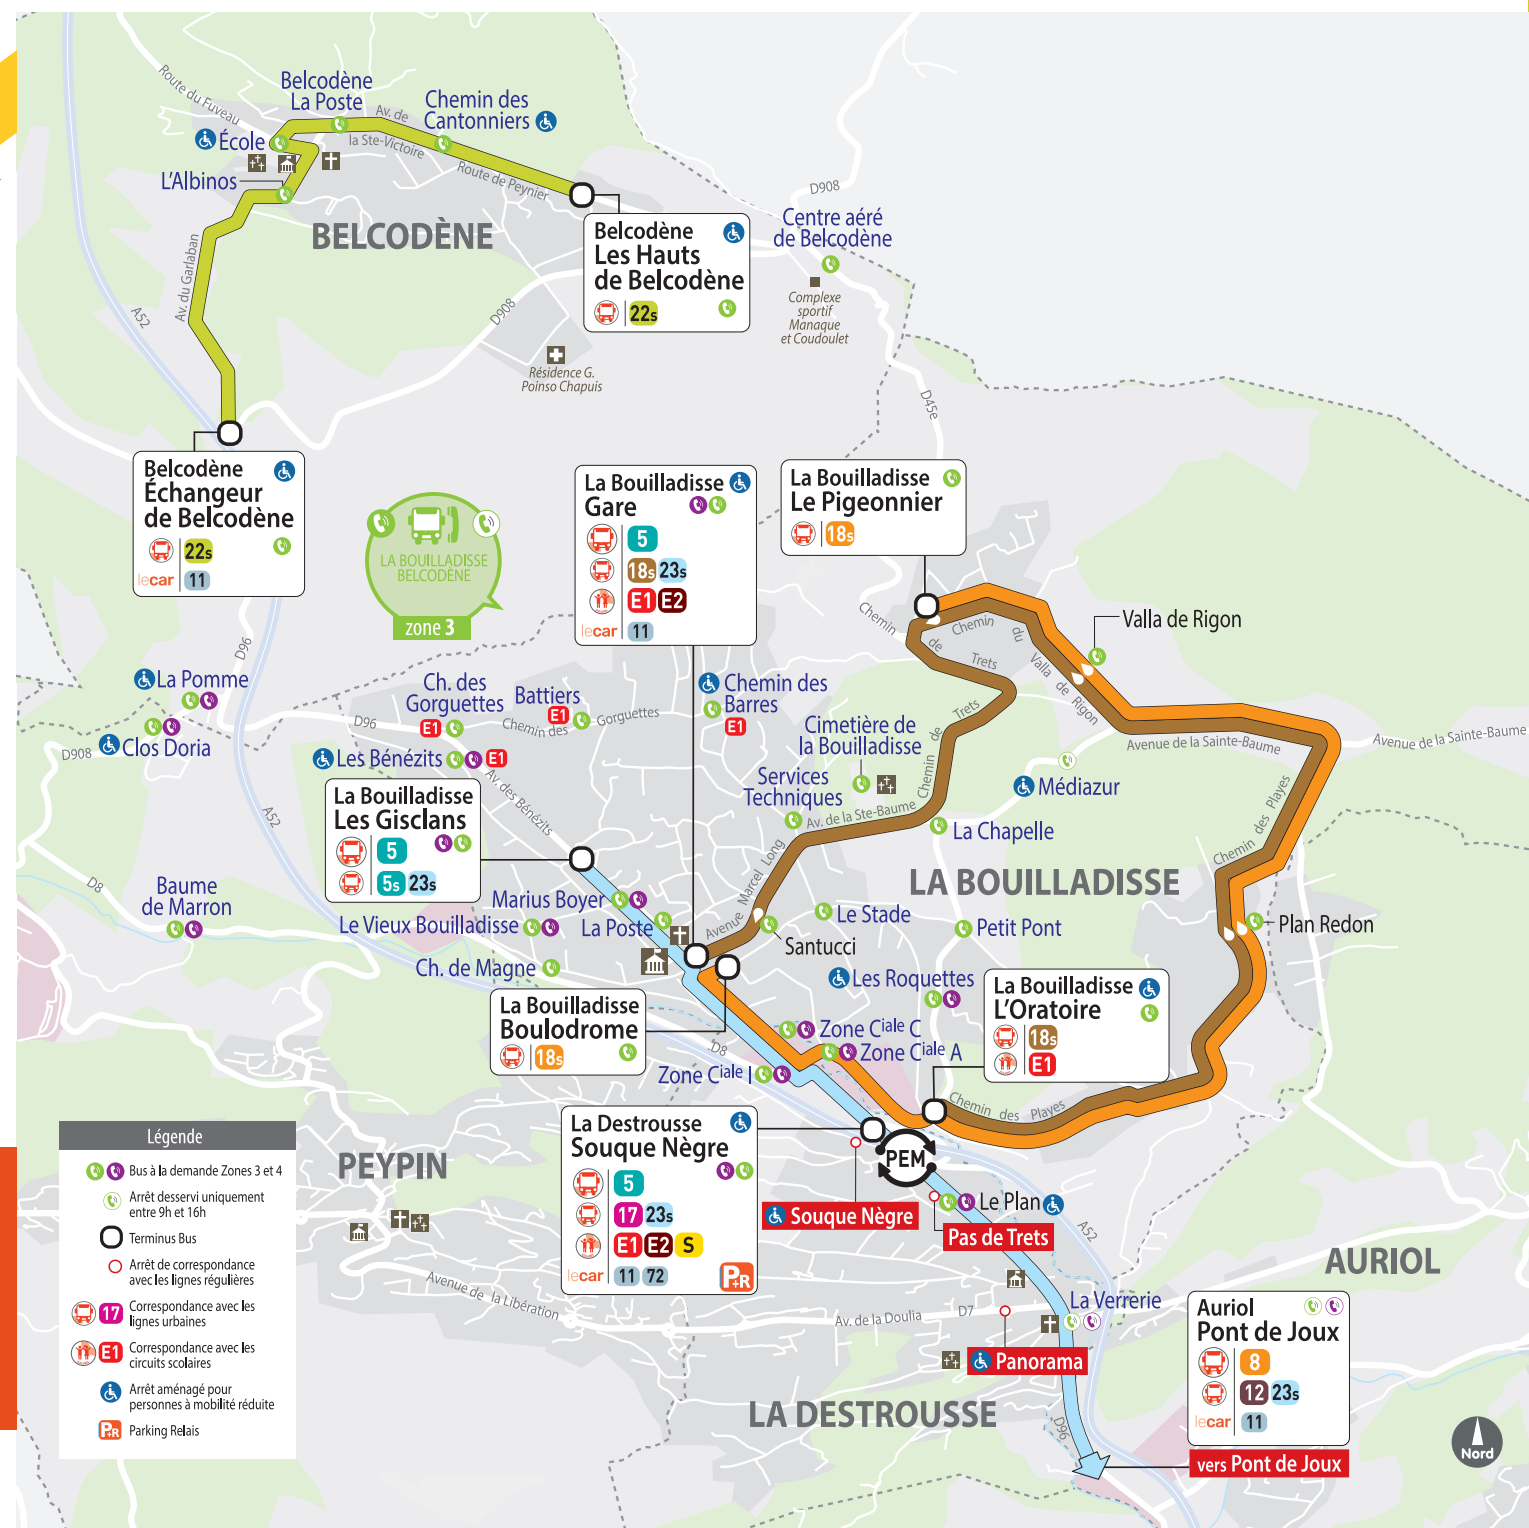 Route du Fuveau
Belcodène
La Poste
Av. de
la Ste-Victoire
Chemin des
Cantonniers
École
L'Albinos
Route de Peynier
BELCODÈNE
Av. du Garlaban
A52
D908
D908
Belcodène
Les Hauts
de Belcodène
22s
Centre aéré
de Belcodène
Complexe
sportif
Manaque
et Coudoulet
Résidence G.
Poinso Chapuis
D45e
Belcodène
Échangeur
de Belcodène
22s
lecar 11
LA BOUILLADISSE
BELCODÈNE
zone 3
La Bouilladisse
Gare
5
18s 23s
E1 E2
lecar 11
La Bouilladisse
Le Pigeonnier
18s
Chemin
de
Trets
Chemin
du
Valla
de
Rigon
Valla de Rigon
D96
La Pomme
Clos Doria
D908
D96
Ch. des
Gorguettes
E1
Battiers
E1
Chemin des
Gorguettes
Chemin des
Barres
E1
Les Bénézits
E1
Av. des Bénézits
Cimetière de
la Bouilladisse
Services
Techniques
Chemin
de
Trets
Av. de la Ste-Baume
Avenue de la Sainte-Baume
Avenue de la Sainte-Baume
Médiazur
La Chapelle
Chemin
des
Playes
A52
La Bouilladisse
Les Gisclans
5
5s 23s
D8
Baume
de Marron
Marius Boyer
Le Vieux Bouilladisse
La Poste
Ch. de Magne
Avenue Marcel Long
Santucci
Le Stade
LA BOUILLADISSE
Petit Pont
Plan Redon
Les Roquettes
La Bouilladisse
Boulodrome
18s
D8
Zone Ciale C
Zone Ciale A
Zone Ciale I
La Bouilladisse
L'Oratoire
18s
E1
Chemin
des
Playes
La Destrousse
Souque Nègre
5
17 23s
E1 E2 S
lecar 11 72
P+R
PEM
Souque Nègre
Le Plan
Pas de Trets
A52
PEYPIN
Avenue de la Libération
Av. de la Doulia
D7
La Verrerie
Panorama
AURIOL
LA DESTROUSSE
D96
Auriol
Pont de Joux
8
12 23s
lecar 11
vers Pont de Joux
Nord
Légende
Bus à la demande Zones 3 et 4
Arrêt desservi uniquement
entre 9h et 16h
Terminus Bus
Arrêt de correspondance
avec les lignes régulières
17 Correspondance avec les
lignes urbaines
E1 Correspondance avec les
circuits scolaires
Arrêt aménagé pour
personnes à mobilité réduite
P+R Parking Relais